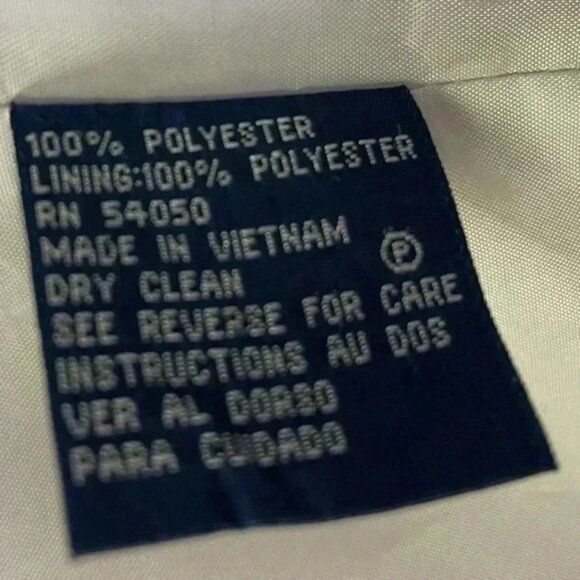 100% POLYESTER
LINING:100% POLYESTER
RN 54050
MADE IN VIETNAM
DRY CLEAN Ⓟ
SEE REVERSE FOR CARE
INSTRUCTIONS AU DOS
VER AL DORSO
PARA CUIDADO